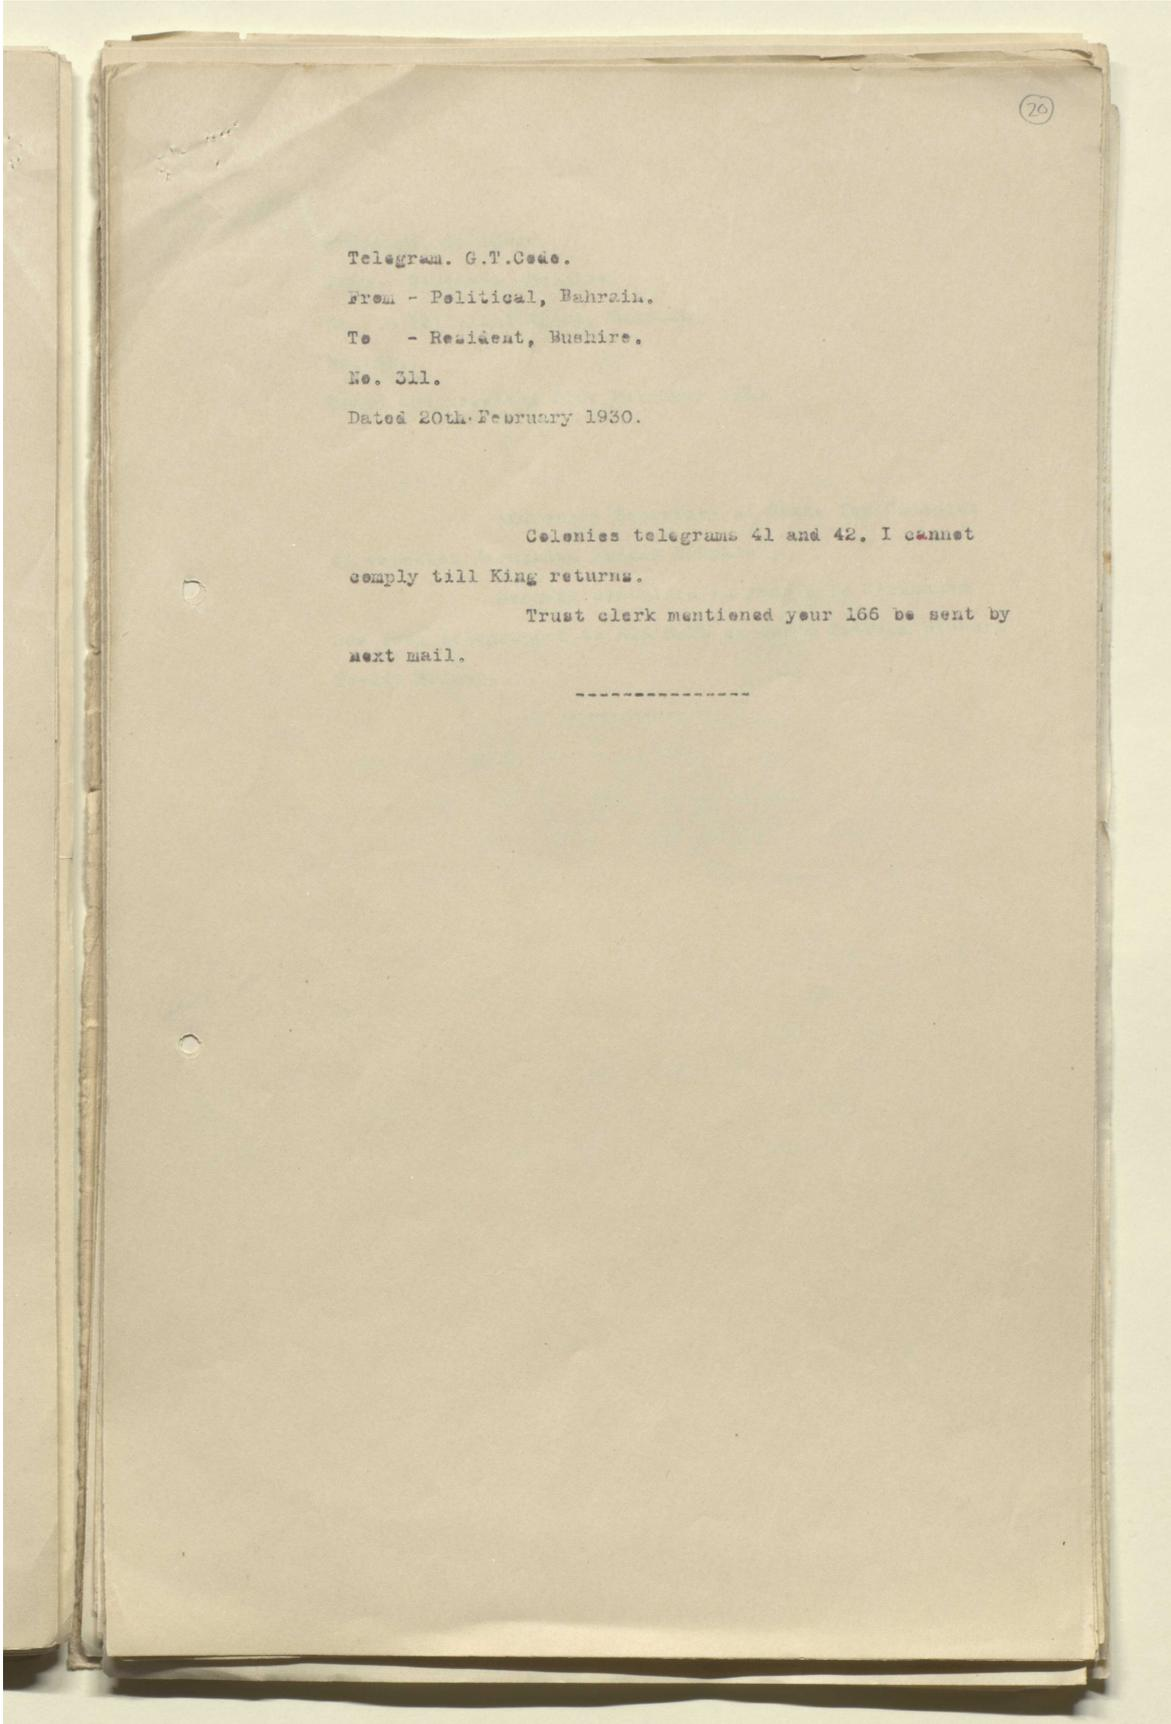 20
Telegram. G.T.Code.
From - Political, Bahrain.
To - Resident, Bushire.
No. 311.
Dated 20th February 1930.
Colonies telegrams 41 and 42. I cannot
comply till King returns.
Trust clerk mentioned your 166 be sent by
next mail.
---------------